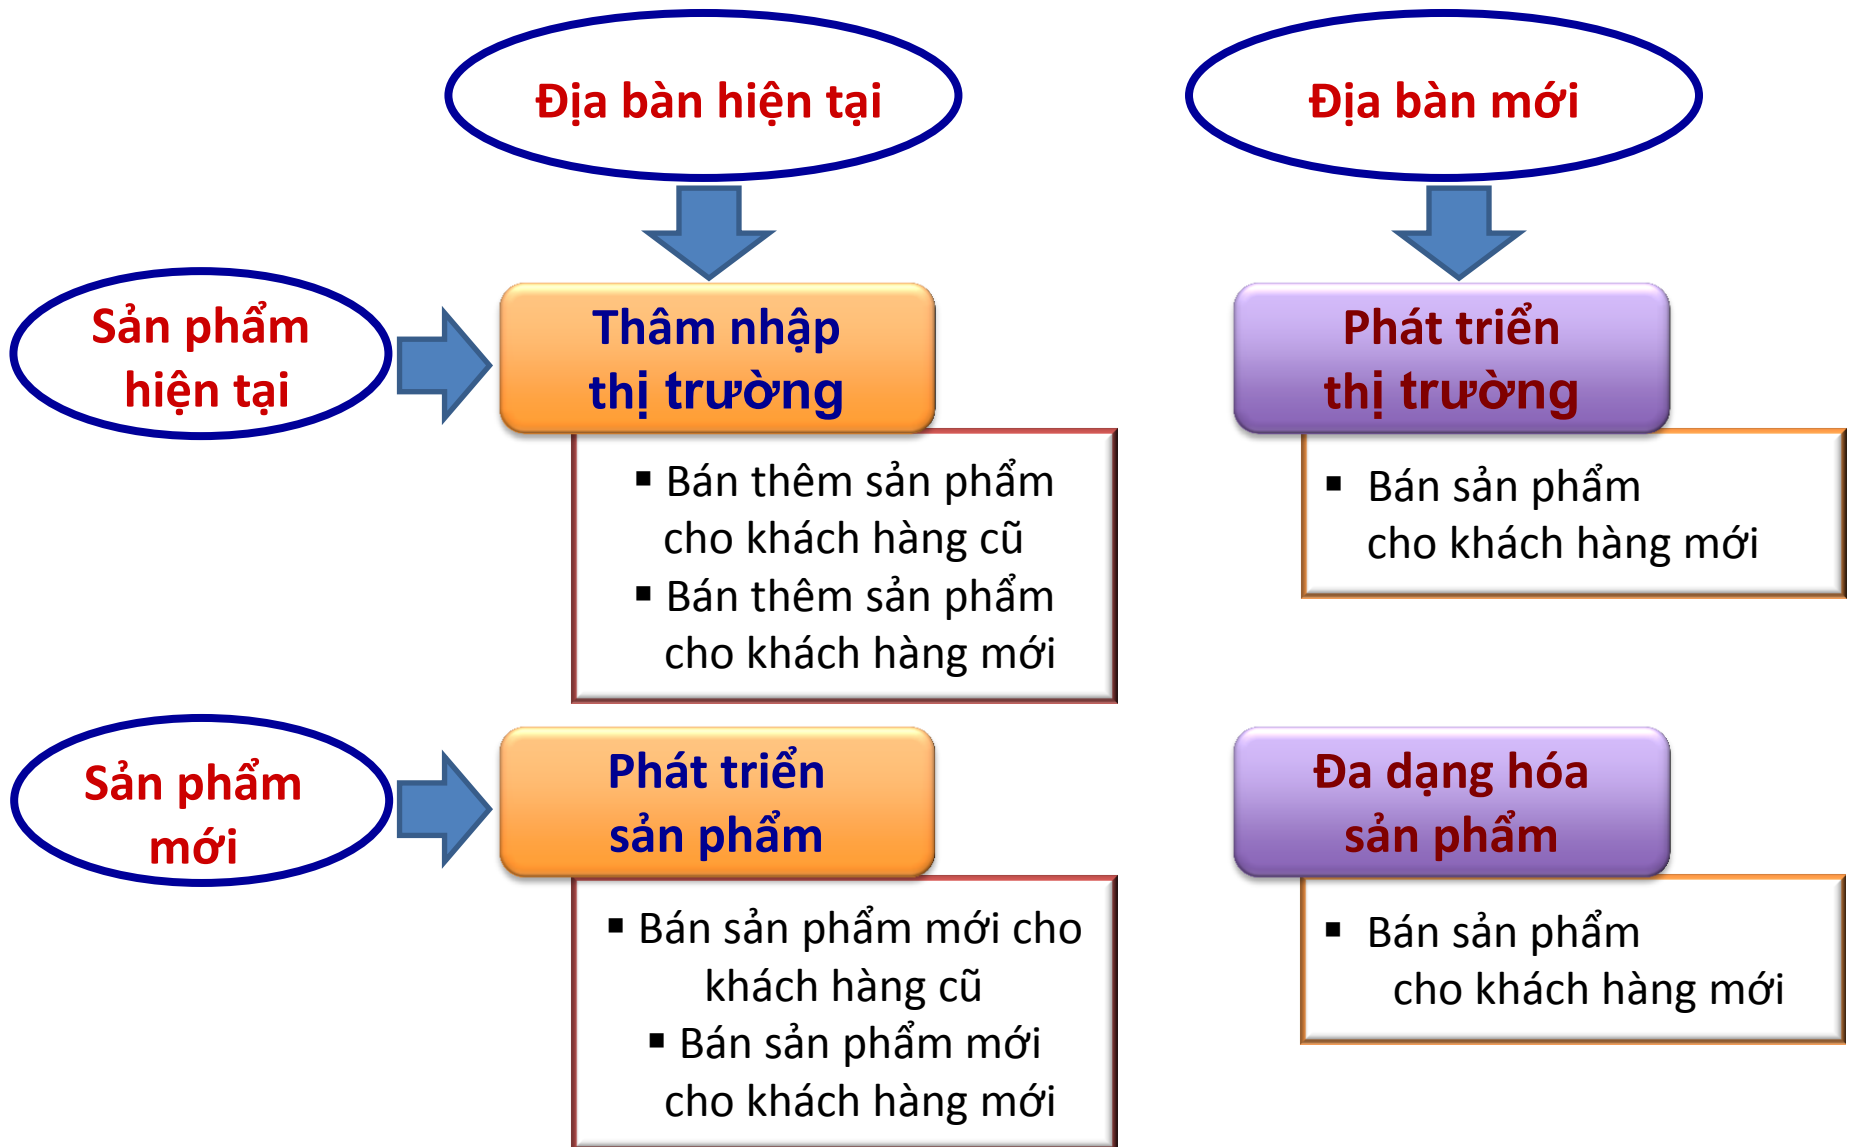 Địa bàn hiện tại
Địa bàn mới
Sản phẩm
hiện tại
Thâm nhập
thị trường
Phát triển
thị trường
▪ Bán thêm sản phẩm
cho khách hàng cũ
▪ Bán thêm sản phẩm
cho khách hàng mới
▪ Bán sản phẩm
cho khách hàng mới
Sản phẩm
mới
Phát triển
sản phẩm
Đa dạng hóa
sản phẩm
▪ Bán sản phẩm mới cho
khách hàng cũ
▪ Bán sản phẩm mới
cho khách hàng mới
▪ Bán sản phẩm
cho khách hàng mới